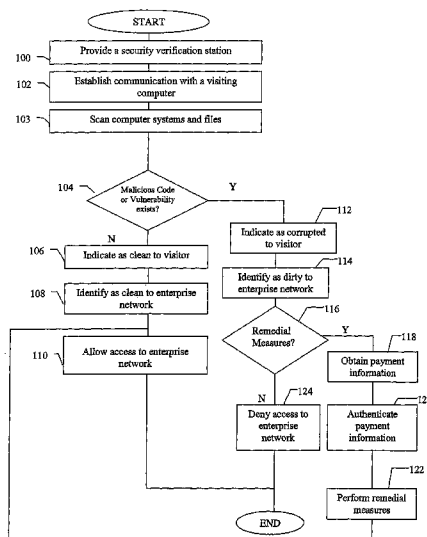 START
100
Provide a security verification station
102
Establish communication with a visiting
computer
103
Scan computer systems and files
104
Malicious Code
or Vulnerability
exists?
Y
N
112
Indicate as corrupted
to visitor
106
Indicate as clean to visitor
114
Identify as dirty to
enterprise network
108
Identify as clean to enterprise
network
116
Remedial
Measures?
Y
118
110
Allow access to enterprise
network
Obtain payment
information
N
124
Deny access to
enterprise
network
12
Authenticate
payment
information
122
Perform remedial
measures
END